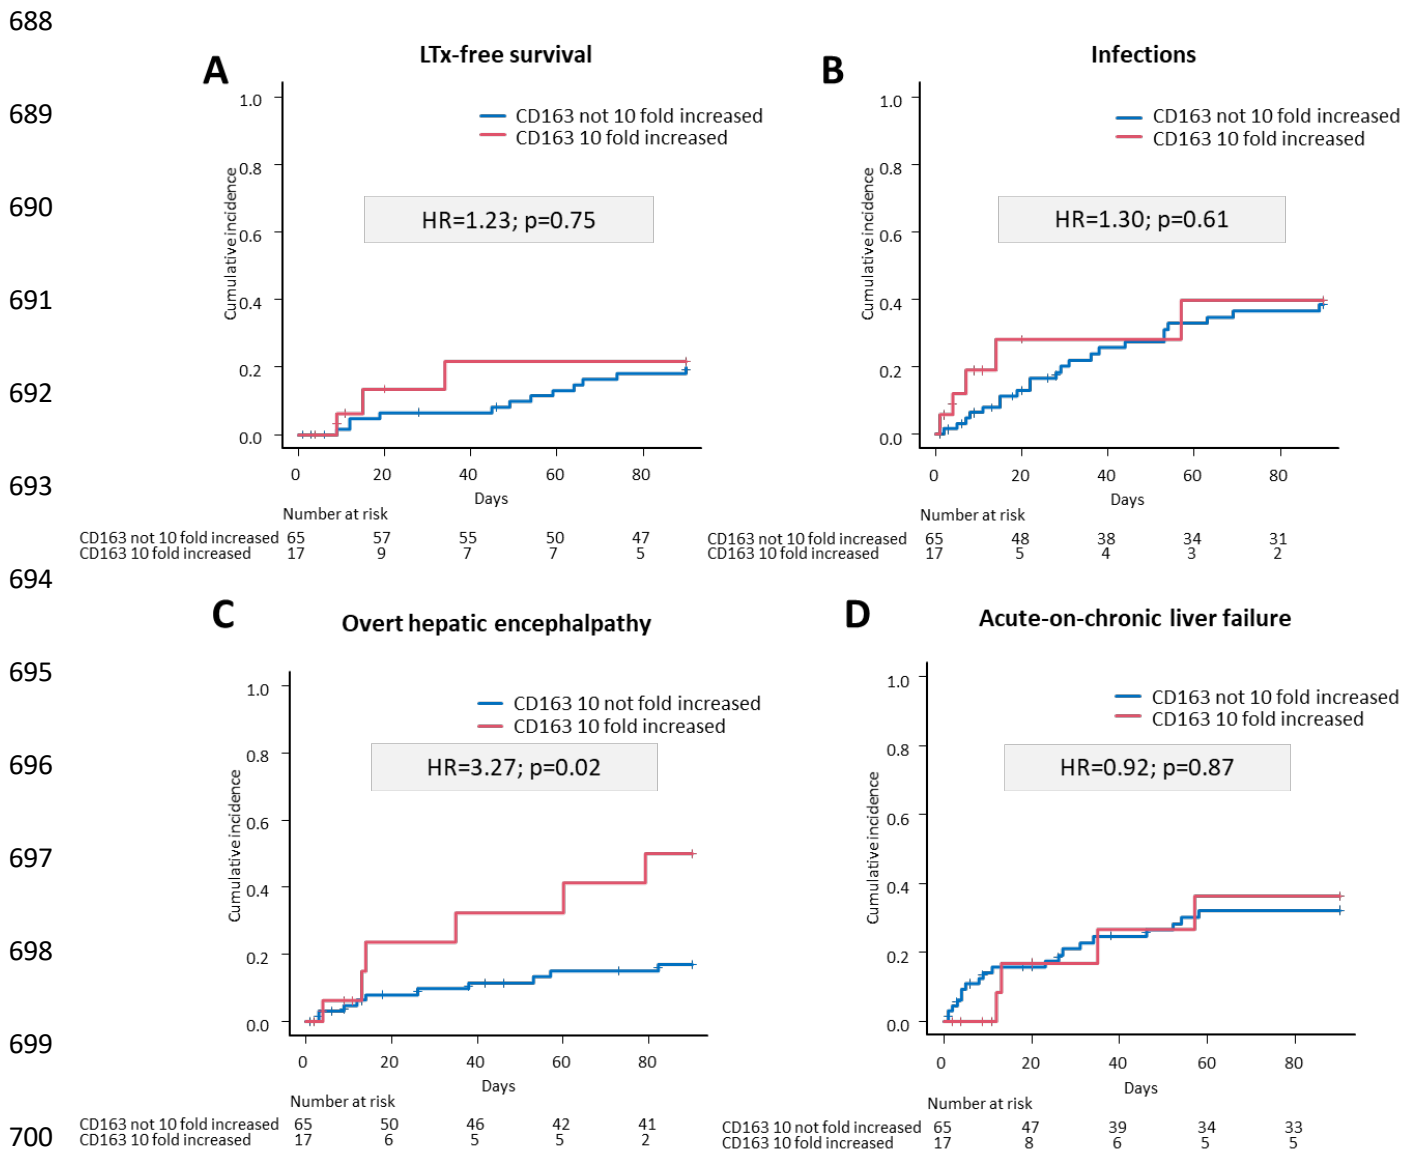 688
LTx-free survival
Infections
A
B
1.0
CD163 not 10 fold increased
CD163 10 fold increased
1.0
CD163 not 10 fold increased
CD163 10 fold increased
689
0.8
0.8
690
HR=1.23; p=0.75
HR=1.30; p=0.61
Cumulative incidence
Cumulative incidence
0.6
0.6
691
0.4
0.4
692
0.2
0.2
0.0
0.0
693
0 20 40 60 80
0 20 40 60 80
Days
Days
Number at risk
Number at risk
CD163 not 10 fold increased 65 57 55 50 47
CD163 10 fold increased 17 9 7 7 5
CD163 not 10 fold increased 65 48 38 34 31
CD163 10 fold increased 17 5 4 3 2
694
C
D
Overt hepatic encephalpathy
Acute-on-chronic liver failure
695
1.0
CD163 10 not fold increased
CD163 10 fold increased
1.0
CD163 not 10 fold increased
CD163 10 fold increased
696
0.8
0.8
HR=3.27; p=0.02
HR=0.92; p=0.87
Cumulative incidence
Cumulative incidence
0.6
0.6
697
0.4
0.4
698
0.2
0.2
0.0
0.0
699
0 20 40 60 80
0 20 40 60 80
Days
Days
Number at risk
Number at risk
700
CD163 not 10 fold increased 65 50 46 42 41
CD163 10 fold increased 17 6 5 5 2
CD163 10 not fold increased 65 47 39 34 33
CD163 10 fold increased 17 8 6 5 5